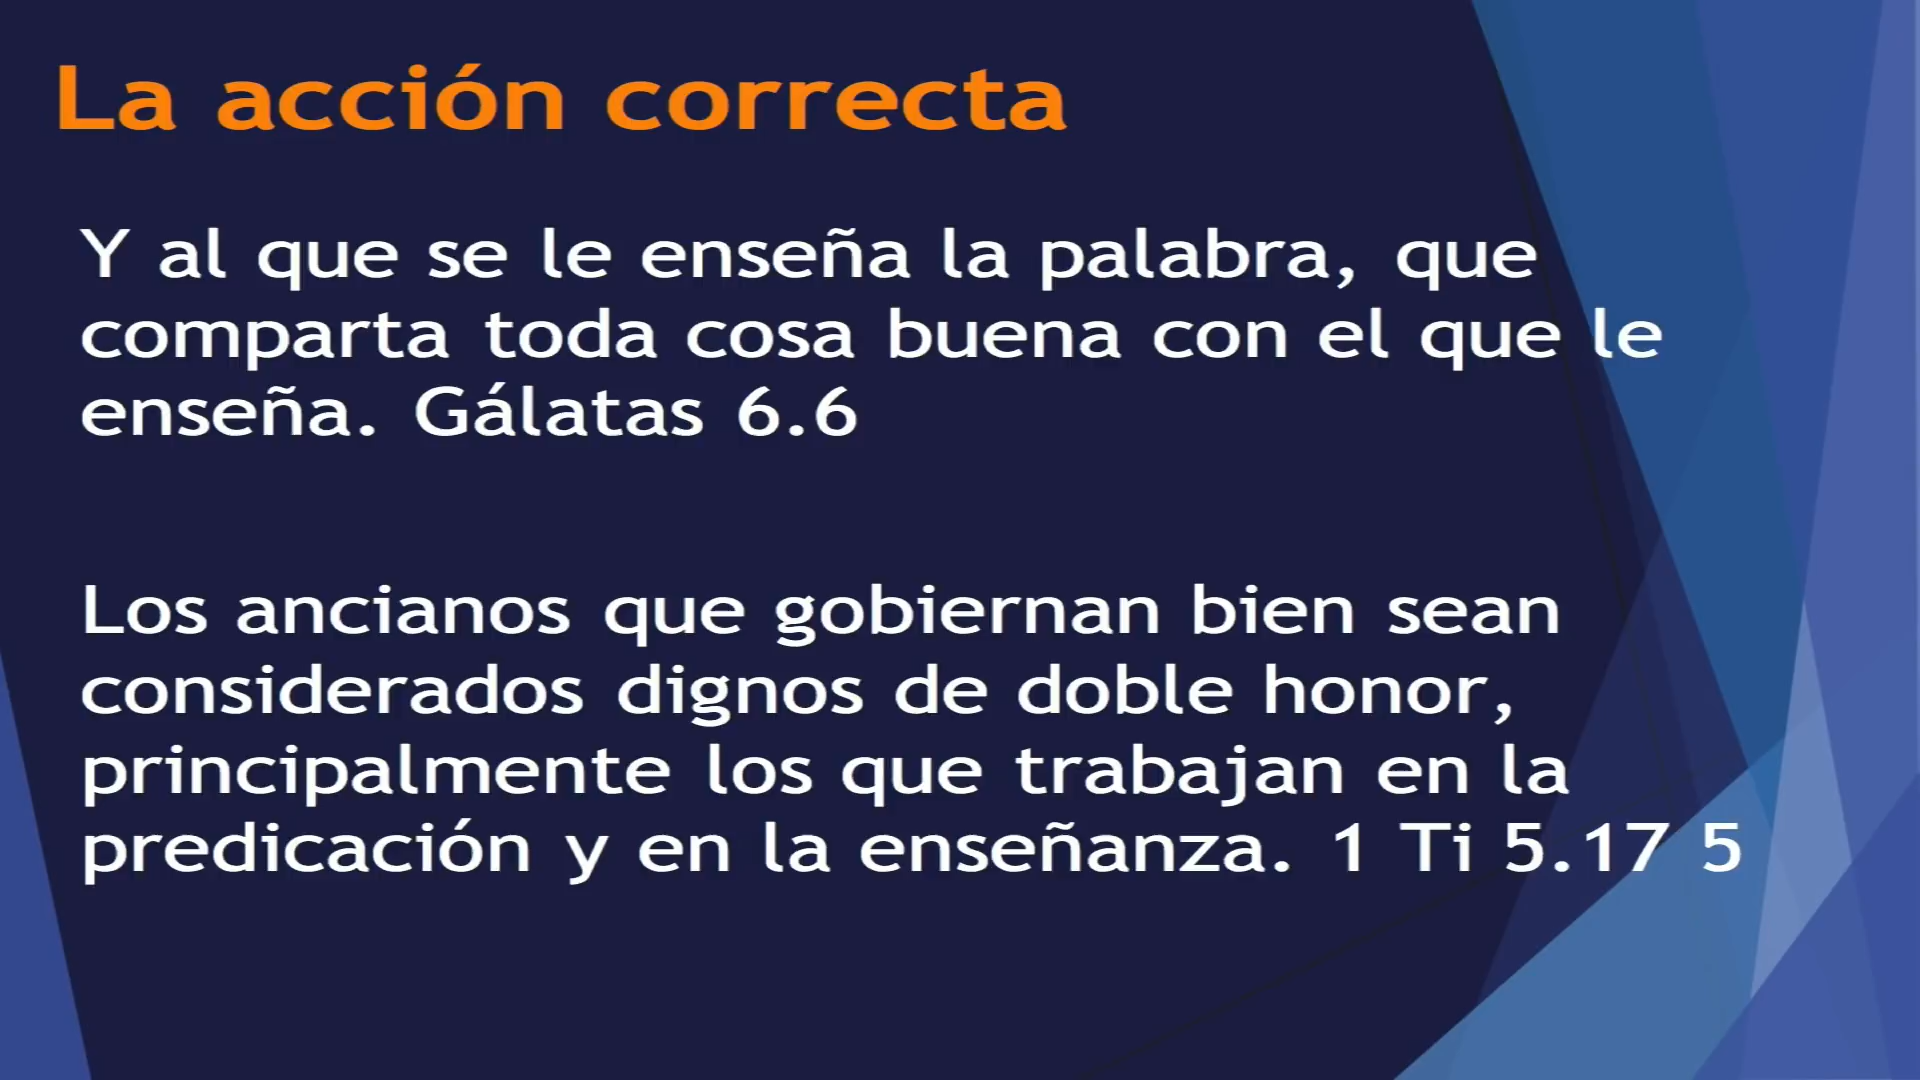 La acción correcta
Y al que se le enseña la palabra, que
comparta toda cosa buena con el que le
enseña. Gálatas 6.6
Los ancianos que gobiernan bien sean
considerados dignos de doble honor,
principalmente los que trabajan en la
predicación y en la enseñanza. 1 Ti 5.17 5